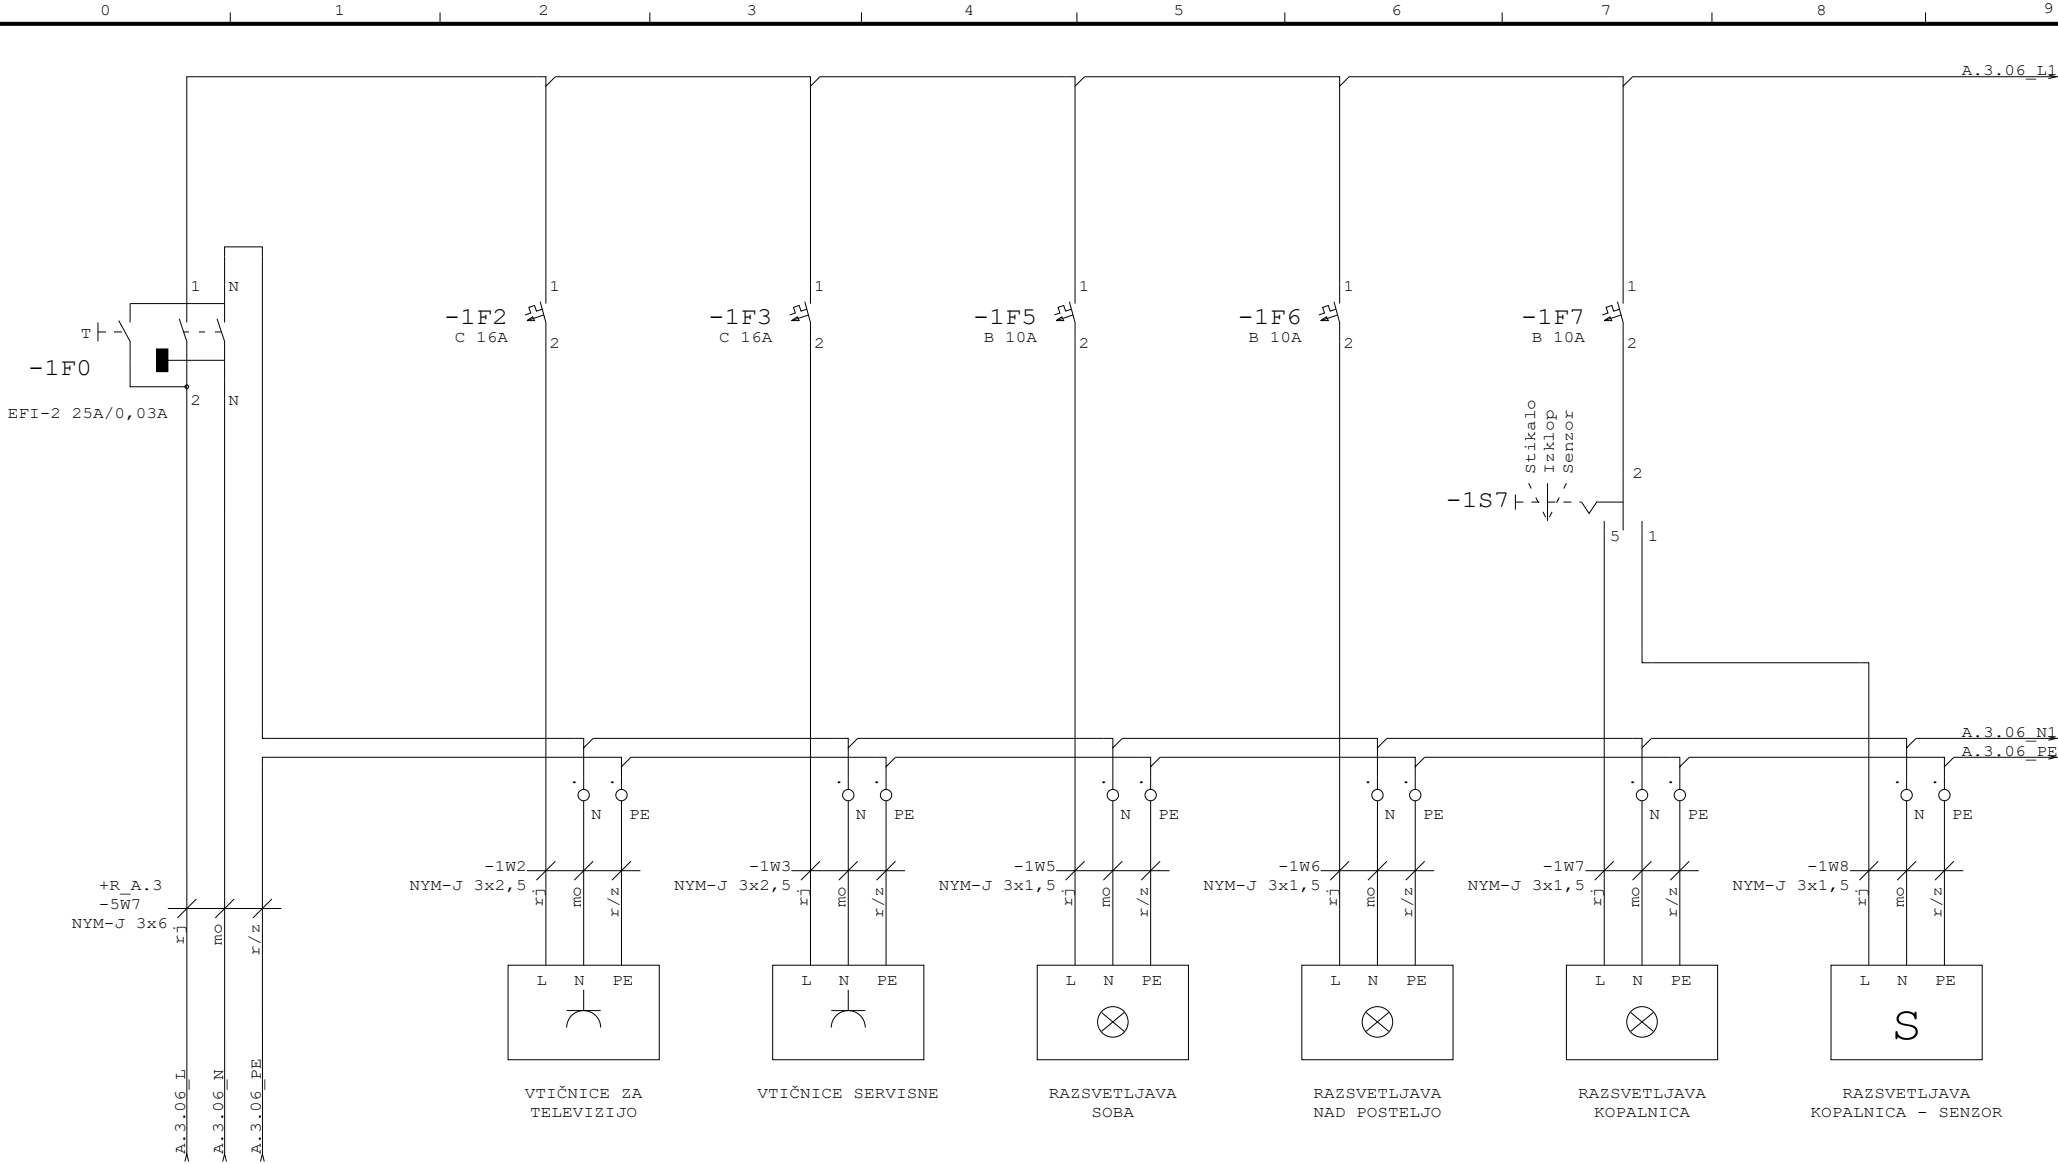 0 1 2 3 4 5 6 7 8 9
A.3.06_L1
1 N
1 1 1 1 1
T
-1F0
2 N
EFI-2 25A/0,03A
-1F2
C 16A
2
-1F3
C 16A
2
-1F5
B 10A
2
-1F6
B 10A
2
-1F7
B 10A
2
Stikalo
Izklop
Senzor
2
-1S7
5 1
A.3.06_N1
A.3.06_PE
N PE N PE N PE N PE N PE N PE
+R_A.3
-5W7
NYM-J 3x6
rj mo r/z
-1W2
NYM-J 3x2,5
rj mo r/z
-1W3
NYM-J 3x2,5
rj mo r/z
-1W5
NYM-J 3x1,5
rj mo r/z
-1W6
NYM-J 3x1,5
rj mo r/z
-1W7
NYM-J 3x1,5
rj mo r/z
-1W8
NYM-J 3x1,5
rj mo r/z
L N PE L N PE L N PE L N PE L N PE L N PE
S
A.3.06_L
A.3.06_N
A.3.06_PE
VTIČNICE ZA
TELEVIZIJO
VTIČNICE SERVISNE
RAZSVETLJAVA
SOBA
RAZSVETLJAVA
NAD POSTELJO
RAZSVETLJAVA
KOPALNICA
RAZSVETLJAVA
KOPALNICA - SENZOR